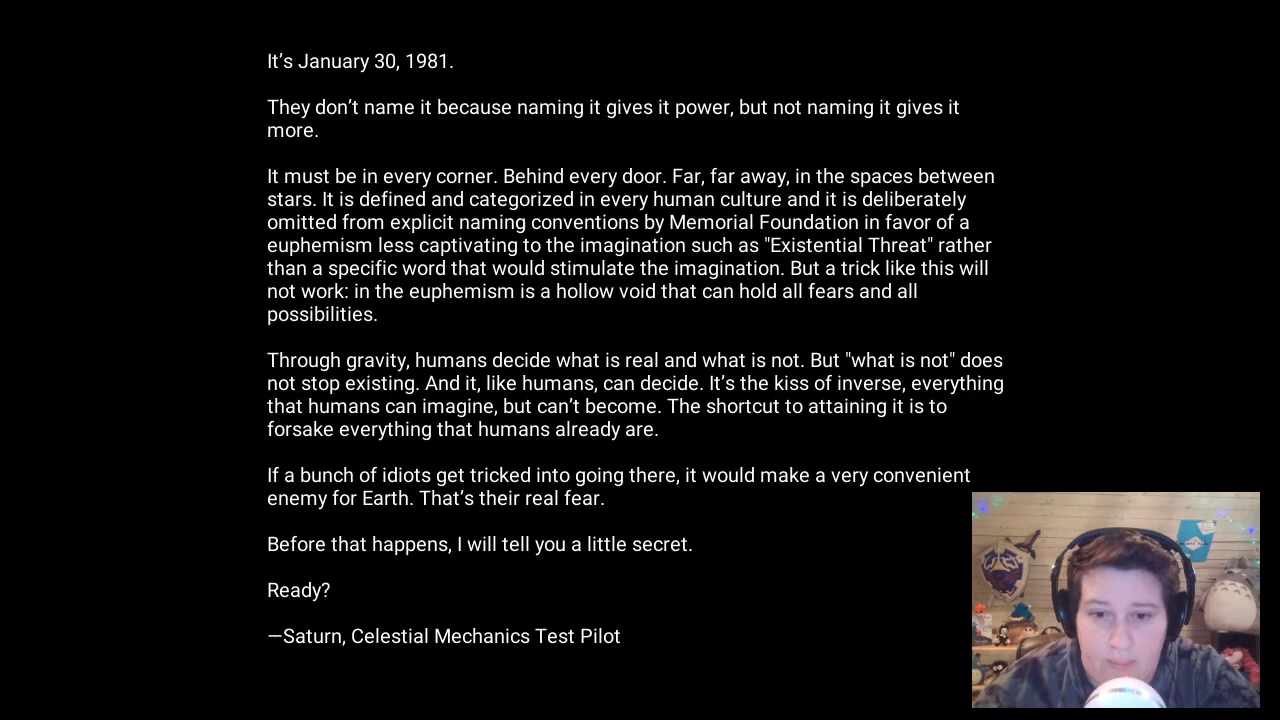 It’s January 30, 1981.
They don’t name it because naming it gives it power, but not naming it gives it
more.
It must be in every corner. Behind every door. Far, far away, in the spaces between
stars. It is defined and categorized in every human culture and it is deliberately
omitted from explicit naming conventions by Memorial Foundation in favor of a
euphemism less captivating to the imagination such as "Existential Threat" rather
than a specific word that would stimulate the imagination. But a trick like this will
not work: in the euphemism is a hollow void that can hold all fears and all
possibilities.
Through gravity, humans decide what is real and what is not. But "what is not" does
not stop existing. And it, like humans, can decide. It’s the kiss of inverse, everything
that humans can imagine, but can’t become. The shortcut to attaining it is to
forsake everything that humans already are.
If a bunch of idiots get tricked into going there, it would make a very convenient
enemy for Earth. That’s their real fear.
Before that happens, I will tell you a little secret.
Ready?
—Saturn, Celestial Mechanics Test Pilot